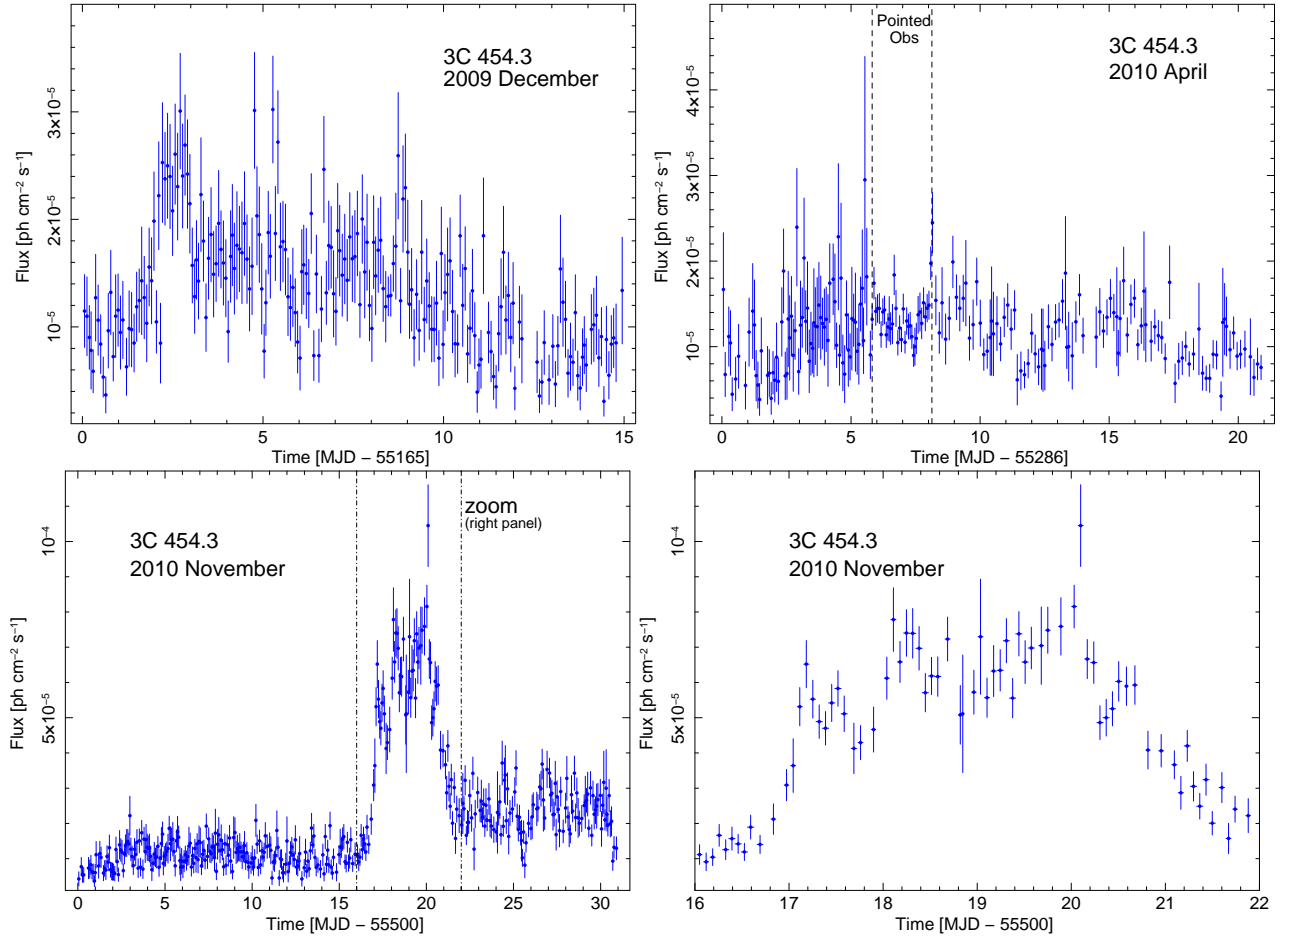 3C 454.3
2009 December
Flux [ph cm⁻² s⁻¹]
10⁻⁵
2×10⁻⁵
3×10⁻⁵
0 5 10 15
Time [MJD − 55165]
Pointed
Obs
3C 454.3
2010 April
Flux [ph cm⁻² s⁻¹]
10⁻⁵
2×10⁻⁵
3×10⁻⁵
4×10⁻⁵
0 5 10 15 20
Time [MJD − 55286]
zoom
(right panel)
3C 454.3
2010 November
Flux [ph cm⁻² s⁻¹]
5×10⁻⁵
10⁻⁴
0 5 10 15 20 25 30
Time [MJD − 55500]
3C 454.3
2010 November
Flux [ph cm⁻² s⁻¹]
5×10⁻⁵
10⁻⁴
16 17 18 19 20 21 22
Time [MJD − 55500]